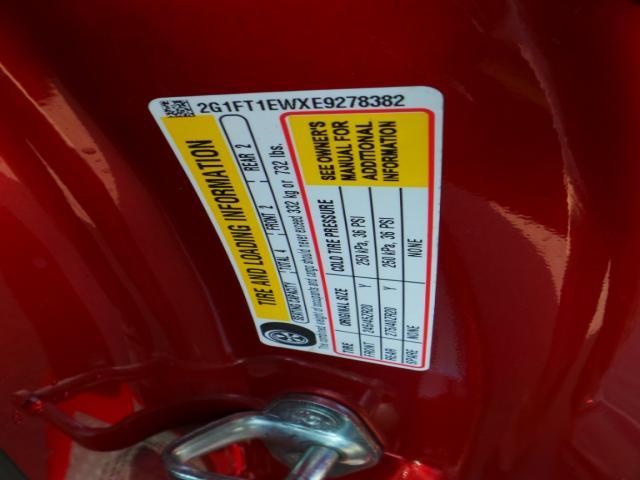 2G1FT1EWXE9278382
TIRE AND LOADING INFORMATION
SEATING CAPACITY TOTAL 4 FRONT 2 REAR 2
The combined weight of occupants and cargo should never exceed 332 kg or 732 lbs.
TIRE ORIGINAL SIZE COLD TIRE PRESSURE
FRONT 245/45ZR20 Y 250 kPa, 36 PSI
REAR 275/40ZR20 Y 250 kPa, 36 PSI
SPARE NONE NONE
SEE OWNER'S
MANUAL FOR
ADDITIONAL
INFORMATION